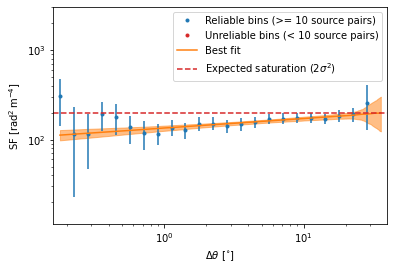 Reliable bins (>= 10 source pairs)
Unreliable bins (< 10 source pairs)
Best fit
Expected saturation (2σ²)
SF [rad² m⁻⁴]
10³
10²
10⁰
10¹
Δθ [°]